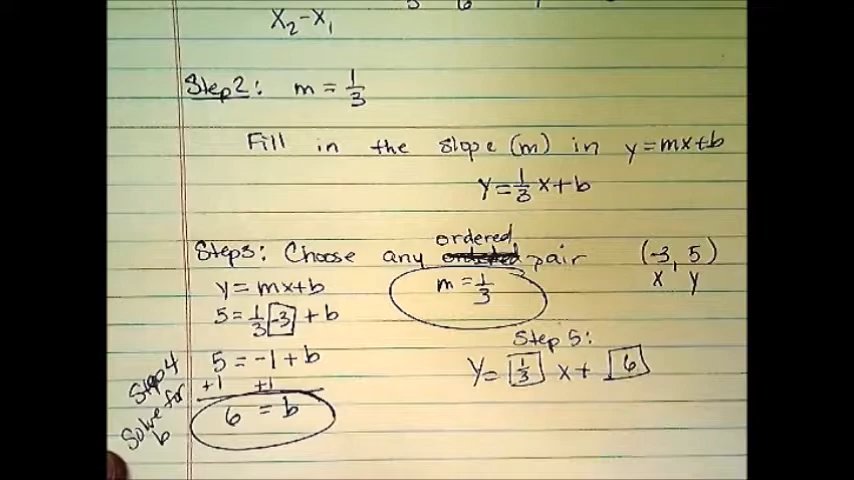 X₂-X₁
Step 2: m = 1/3
Fill in the slope (m) in y=mx+b
y=1/3x+b
ordered
Step 3: Choose any pair (-3, 5)
x y
y = mx+b
m = 1/3
5 = 1/3 -3 + b
Step 4
Solve for
b
5 = -1 + b
+1 +1
6 = b
Step 5:
y= 1/3 x + 6